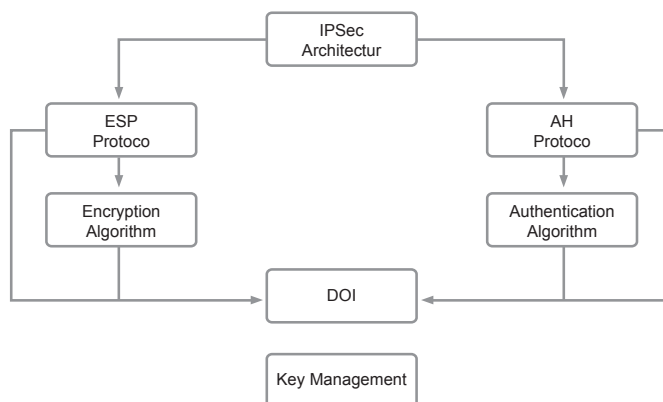 IPSec
Architectur
ESP
Protoco
AH
Protoco
Encryption
Algorithm
Authentication
Algorithm
DOI
Key Management